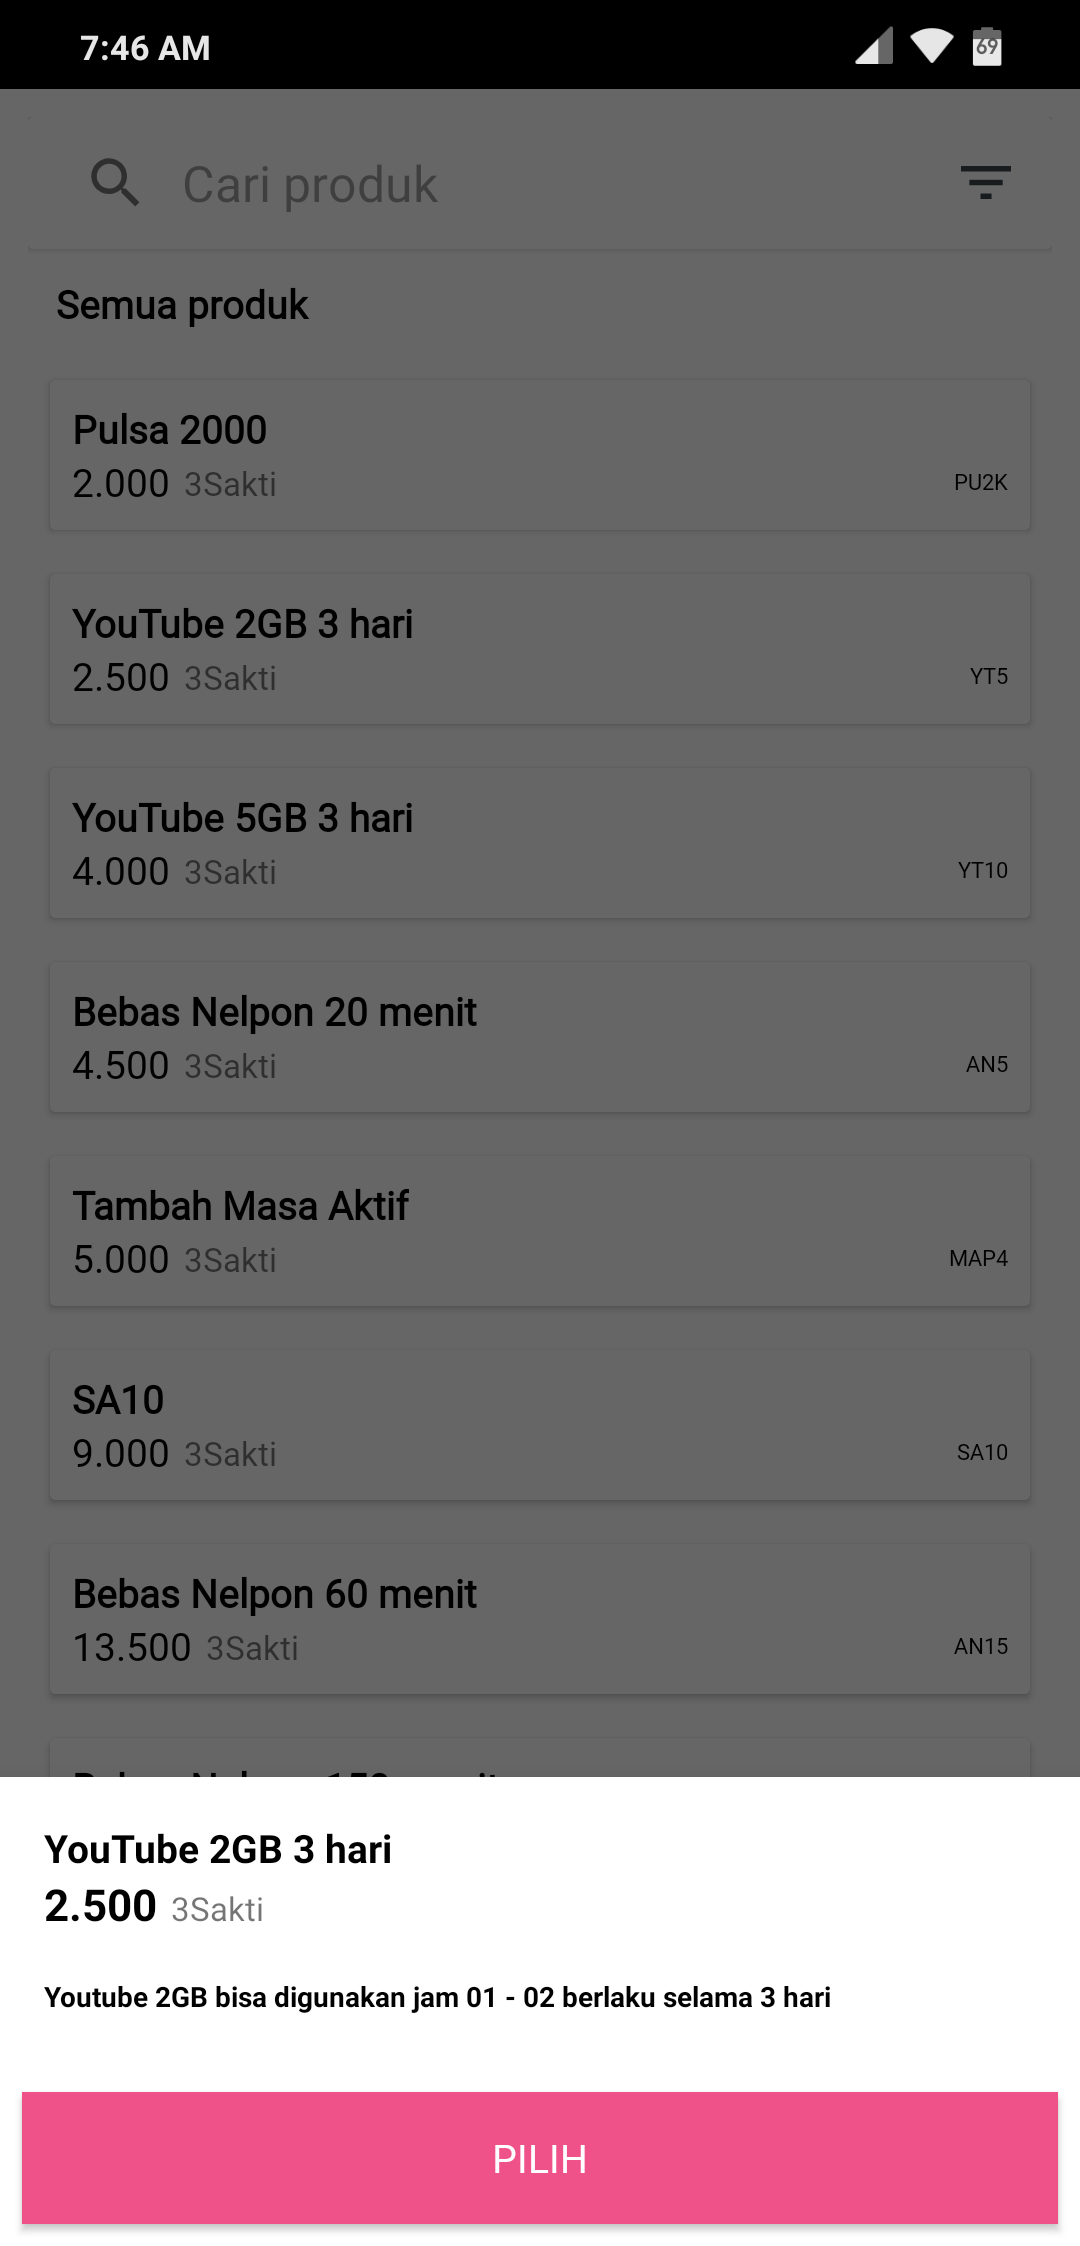 7:46 AM
69
Cari produk
Semua produk
Pulsa 2000
2.000 3Sakti PU2K
YouTube 2GB 3 hari
2.500 3Sakti YT5
YouTube 5GB 3 hari
4.000 3Sakti YT10
Bebas Nelpon 20 menit
4.500 3Sakti AN5
Tambah Masa Aktif
5.000 3Sakti MAP4
SA10
9.000 3Sakti SA10
Bebas Nelpon 60 menit
13.500 3Sakti AN15
Bebas Nelpon 150 menit
YouTube 2GB 3 hari
2.500 3Sakti
Youtube 2GB bisa digunakan jam 01 - 02 berlaku selama 3 hari
PILIH